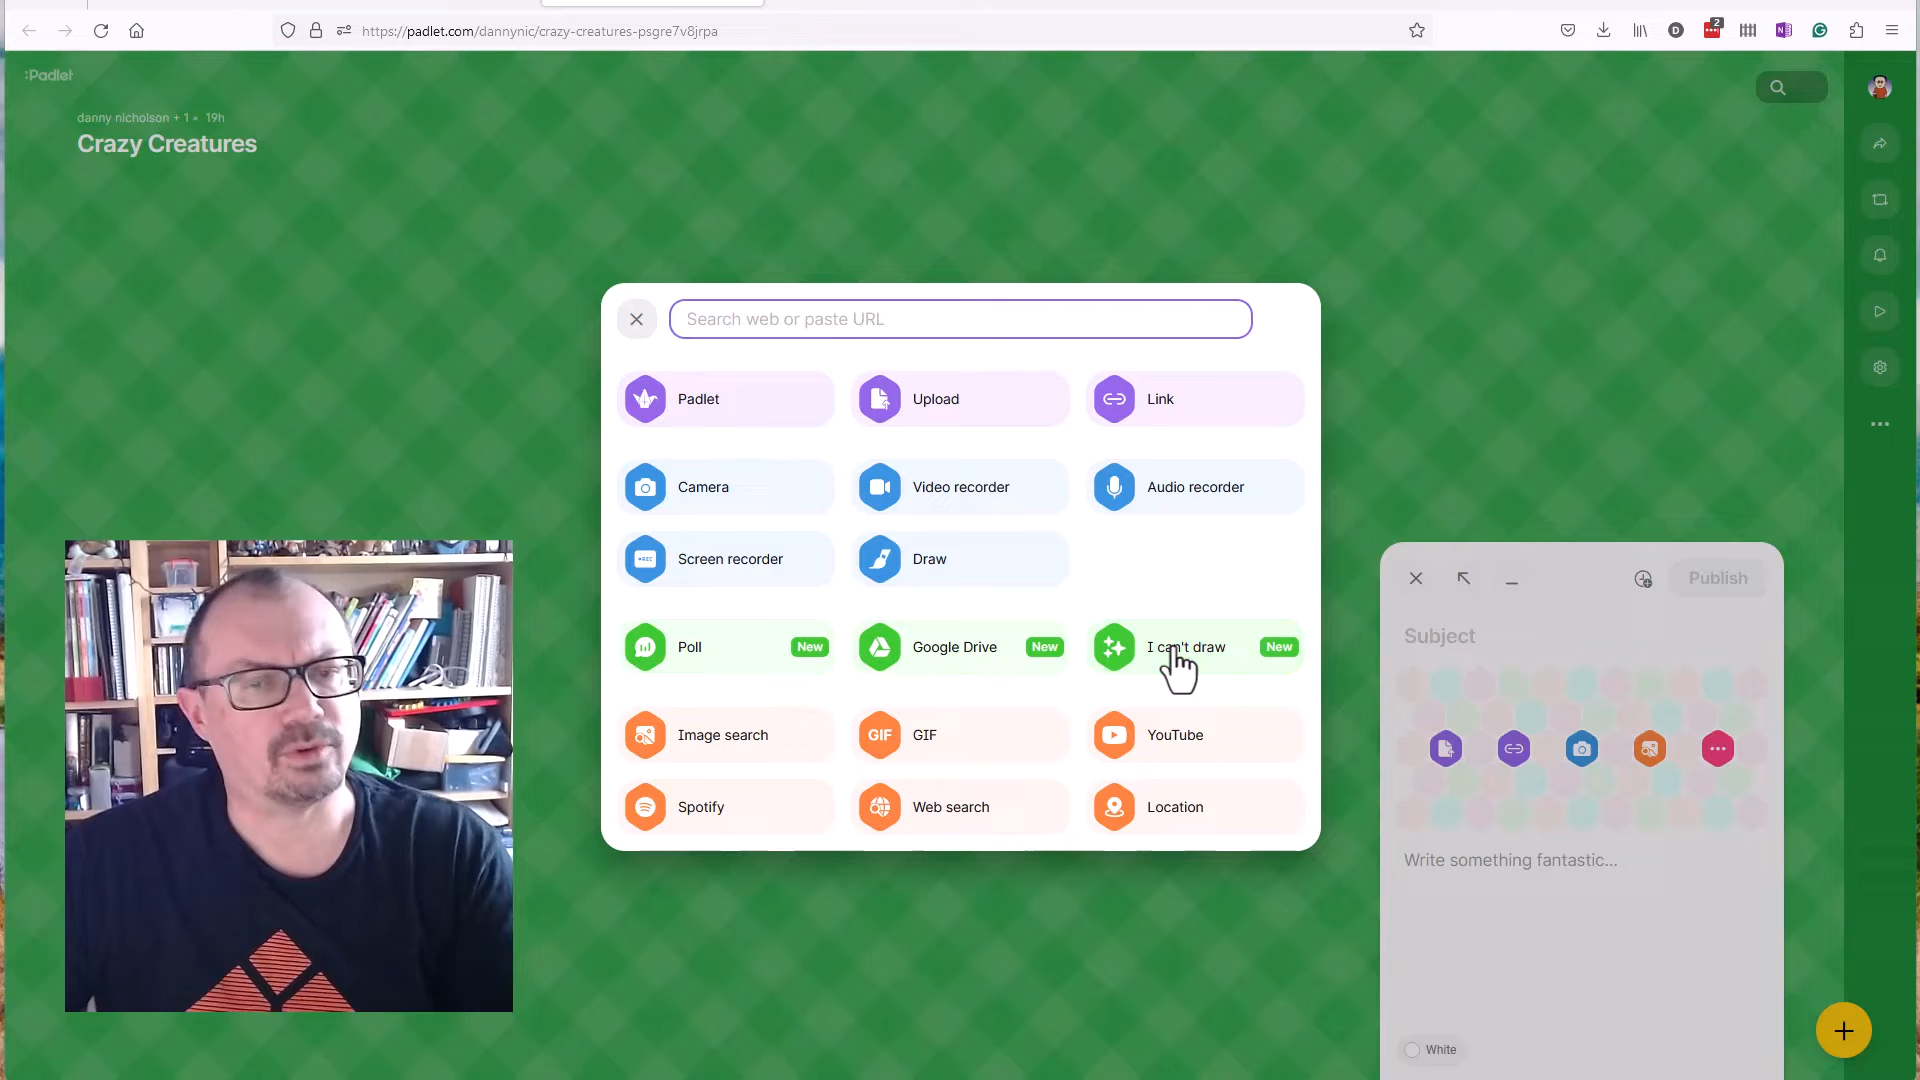 https://padlet.com/dannynic/crazy-creatures-psgre7v8jrpa
D
2
N
G
:Padlet
danny nicholson + 1 • 19h
Crazy Creatures
Search web or paste URL
Padlet
Upload
Link
Camera
Video recorder
Audio recorder
REC
Screen recorder
Draw
Poll
New
Google Drive
New
I can't draw
New
Image search
GIF
GIF
YouTube
Spotify
Web search
Location
Publish
Subject
Write something fantastic...
White